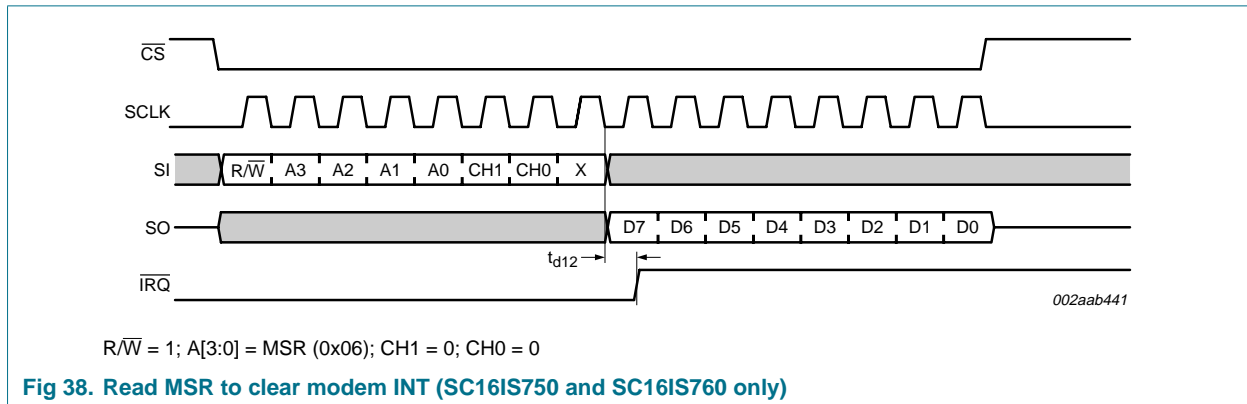 CS
SCLK
SI R/W A3 A2 A1 A0 CH1 CH0 X
SO D7 D6 D5 D4 D3 D2 D1 D0
td12
IRQ
002aab441
R/W = 1; A[3:0] = MSR (0x06); CH1 = 0; CH0 = 0
Fig 38. Read MSR to clear modem INT (SC16IS750 and SC16IS760 only)